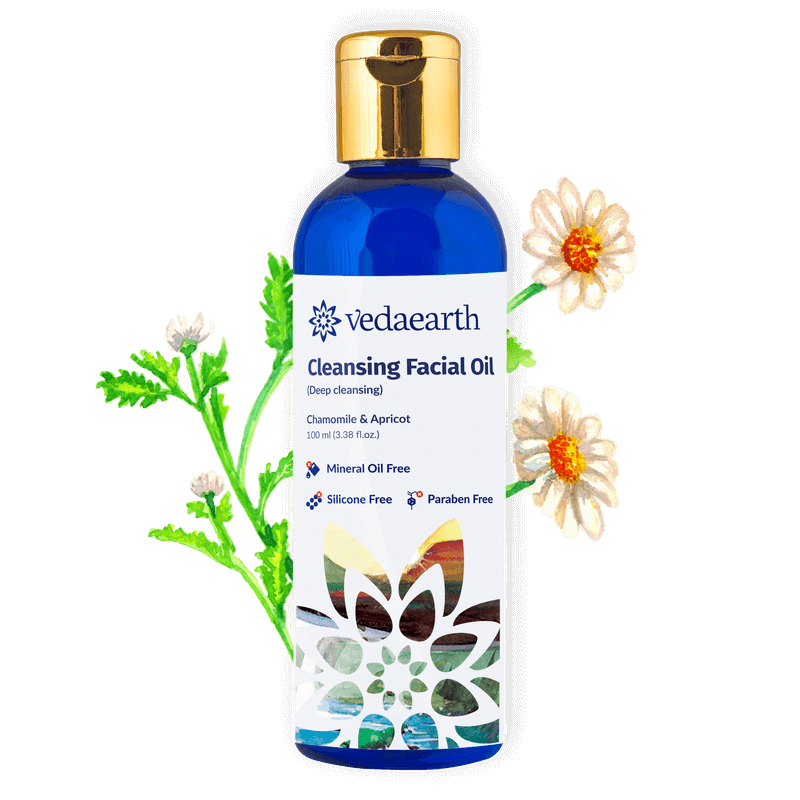 vedaearth
Cleansing Facial Oil
(Deep cleansing)
Chamomile & Apricot
100 ml (3.38 fl.oz.)
Mineral Oil Free
Silicone Free Paraben Free